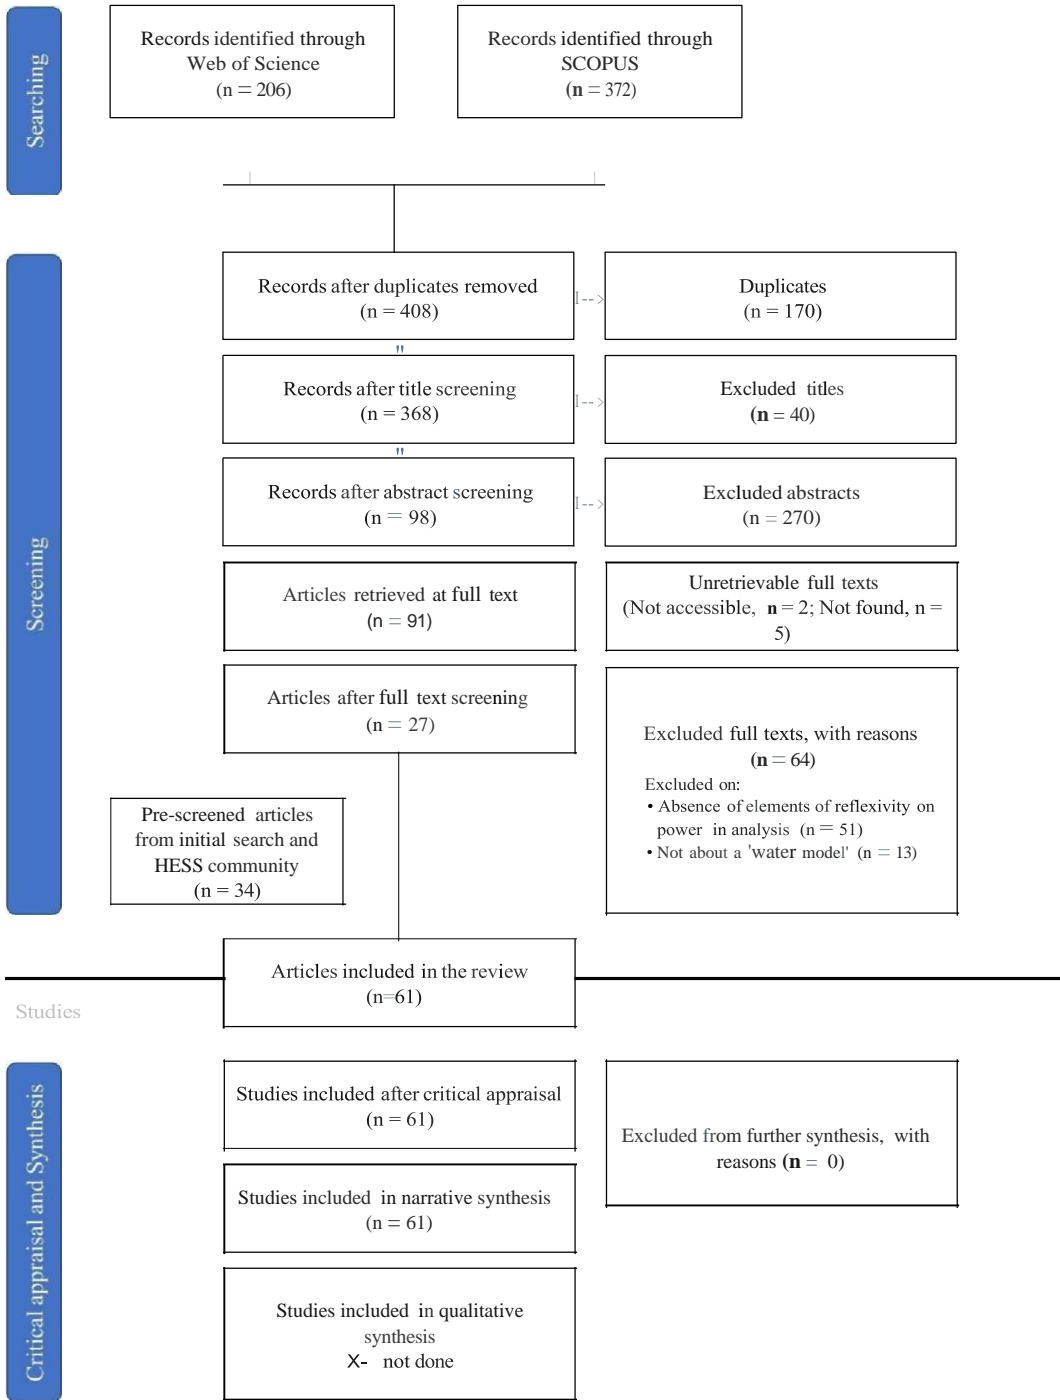 Searching
Records identified through
Web of Science
(n = 206)
Records identified through
SCOPUS
(n = 372)
Screening
Records after duplicates removed
(n = 408)
I-->
Duplicates
(n = 170)
"
Records after title screening
(n = 368)
I-->
Excluded titles
(n = 40)
"
Records after abstract screening
(n = 98)
I-->
Excluded abstracts
(n = 270)
Articles retrieved at full text
(n = 91)
Unretrievable full texts
(Not accessible, n = 2; Not found, n =
5)
Articles after full text screening
(n = 27)
Excluded full texts, with reasons
(n = 64)
Excluded on:
• Absence of elements of reflexivity on
power in analysis (n = 51)
• Not about a 'water model' (n = 13)
Pre-screened articles
from initial search and
HESS community
(n = 34)
Articles included in the review
(n=61)
Studies
Critical appraisal and Synthesis
Studies included after critical appraisal
(n = 61)
Excluded from further synthesis, with
reasons (n = 0)
Studies included in narrative synthesis
(n = 61)
Studies included in qualitative
synthesis
X- not done